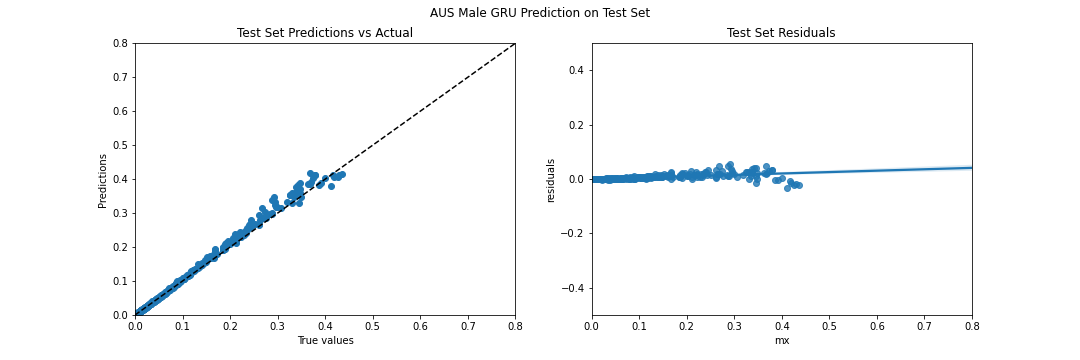 AUS Male GRU Prediction on Test Set
Test Set Predictions vs Actual
0.8
0.7
0.6
0.5
0.4
0.3
0.2
0.1
0.0
Predictions
0.0 0.1 0.2 0.3 0.4 0.5 0.6 0.7 0.8
True values
Test Set Residuals
0.4
0.2
0.0
−0.2
−0.4
residuals
0.0 0.1 0.2 0.3 0.4 0.5 0.6 0.7 0.8
mx